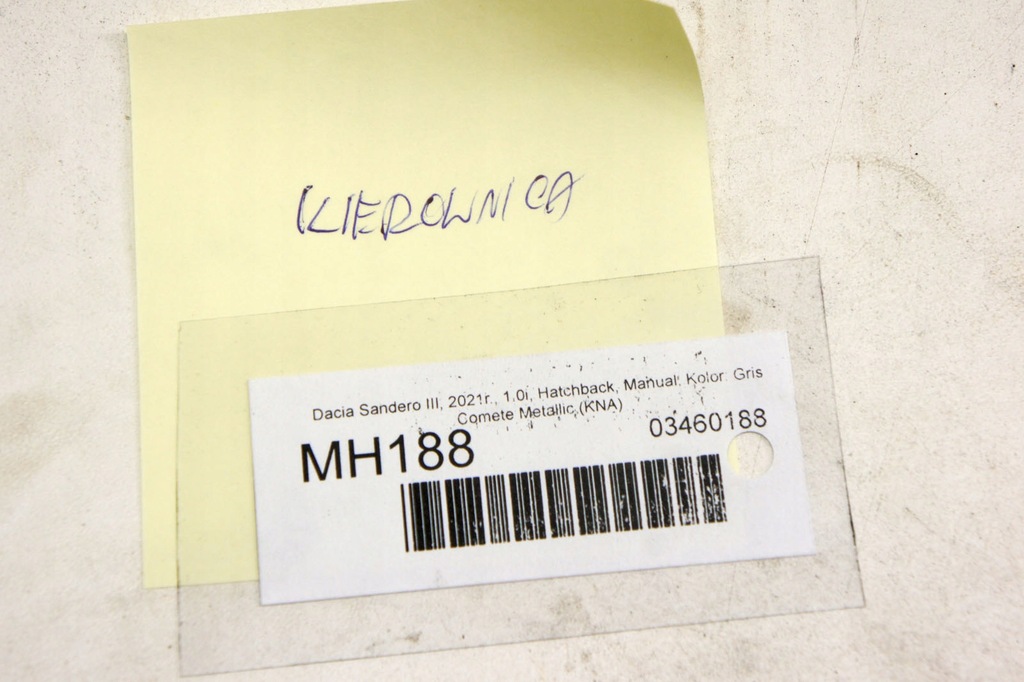 KIEROWNICA
Dacia Sandero III, 2021r., 1.0i, Hatchback, Manual, Kolor: Gris
Comete Metallic (KNA)
MH188 03460188